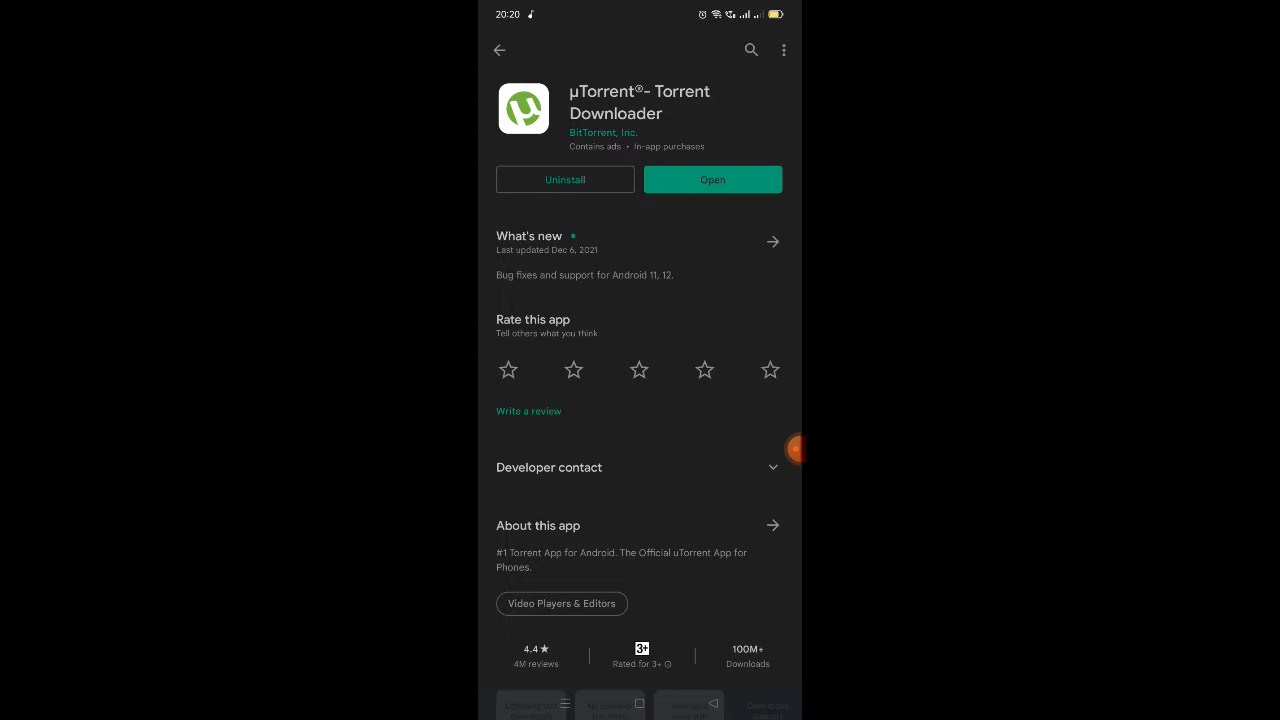 20:20
µTorrent®- Torrent
Downloader
BitTorrent, Inc.
Contains ads • In-app purchases
Uninstall
Open
What's new
Last updated Dec 6, 2021
Bug fixes and support for Android 11, 12.
Rate this app
Tell others what you think
Write a review
Developer contact
About this app
#1 Torrent App for Android. The Official uTorrent App for
Phones.
Video Players & Editors
4.4★ 3+ 100M+
4M reviews Rated for 3+ Downloads